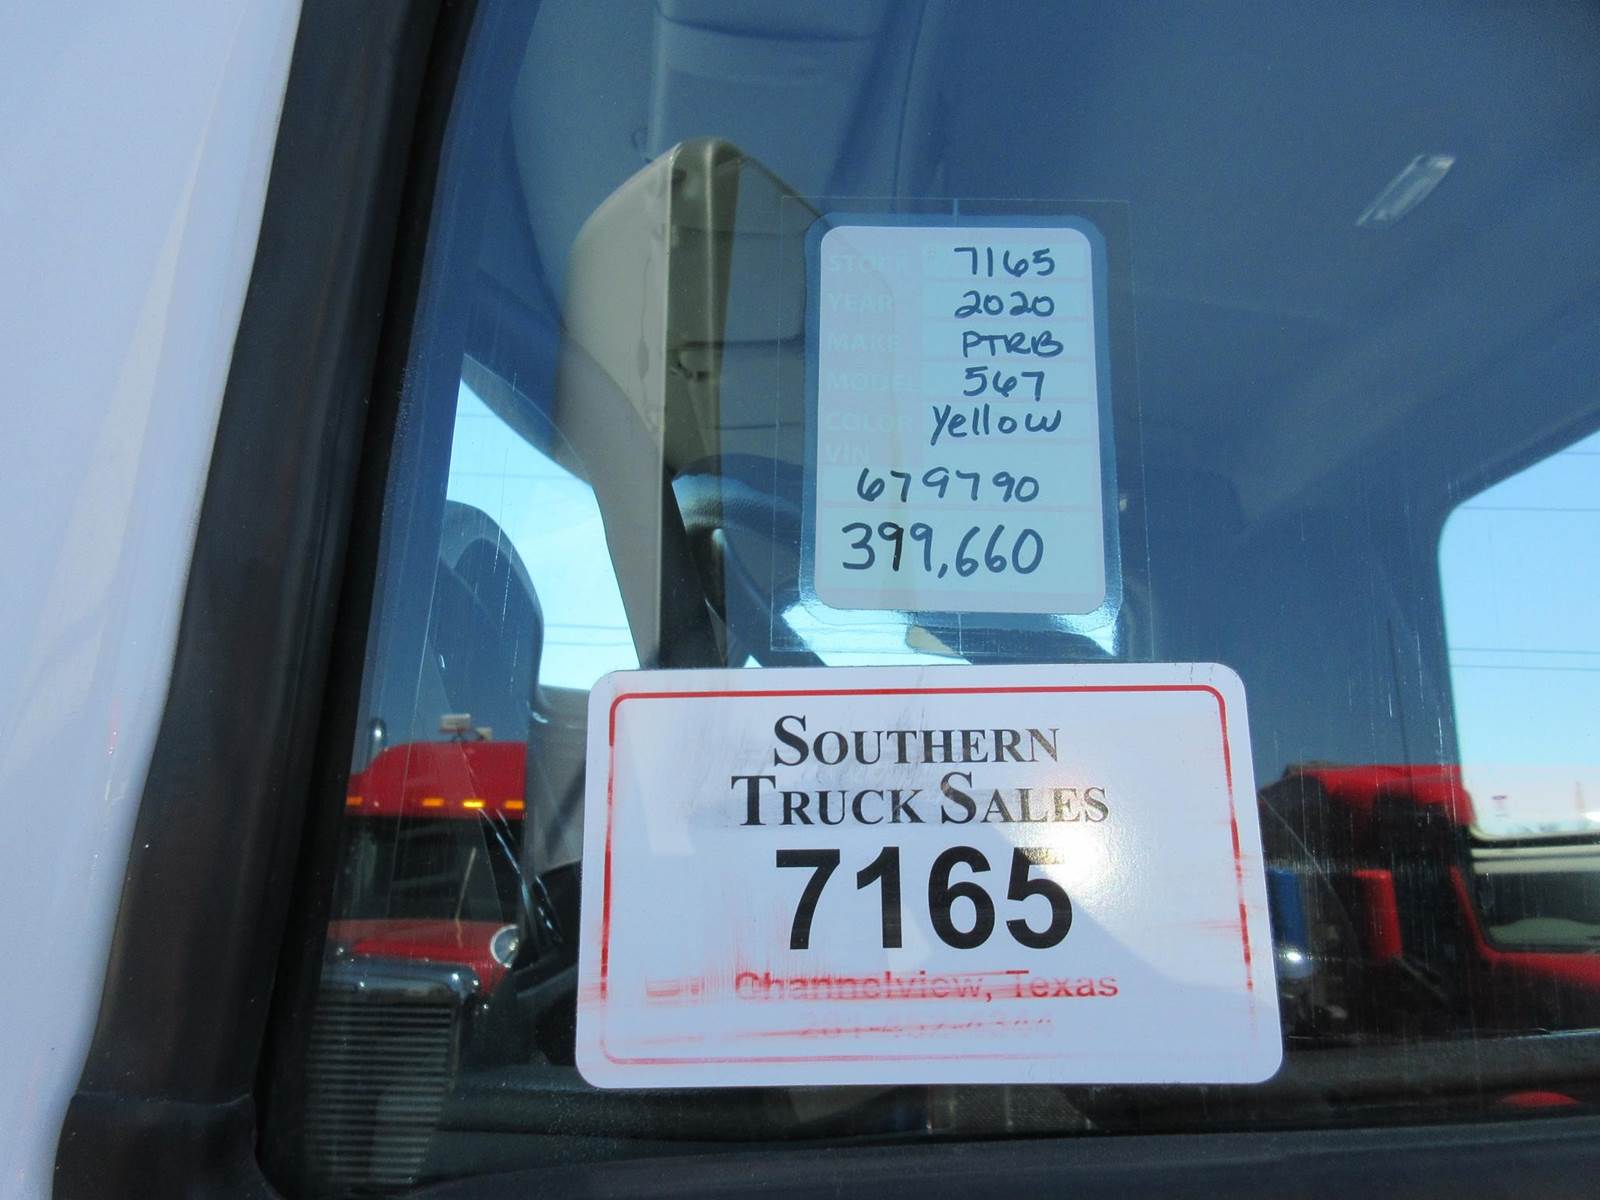 STOCK # 7165
YEAR 2020
MAKE PTRB
MODEL 567
COLOR Yellow
VIN
679790
399,660
SOUTHERN
TRUCK SALES
7165
Channelview, Texas